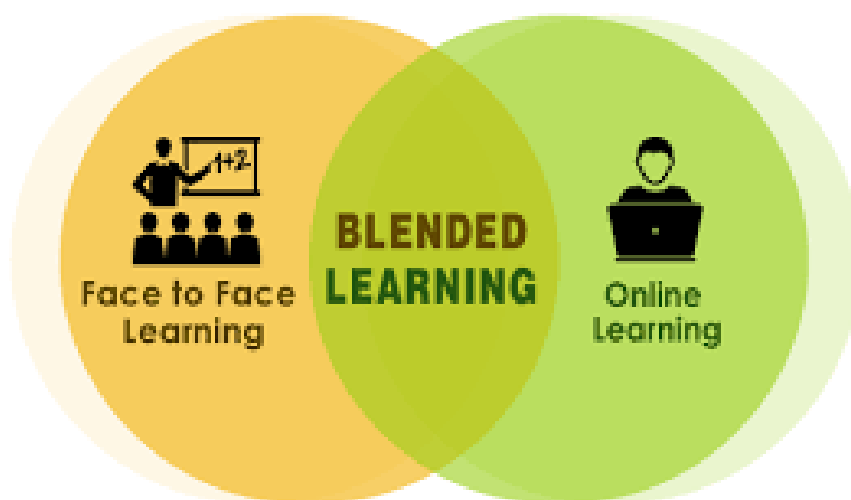 1+2
Face to Face
Learning
BLENDED
LEARNING
Online
Learning